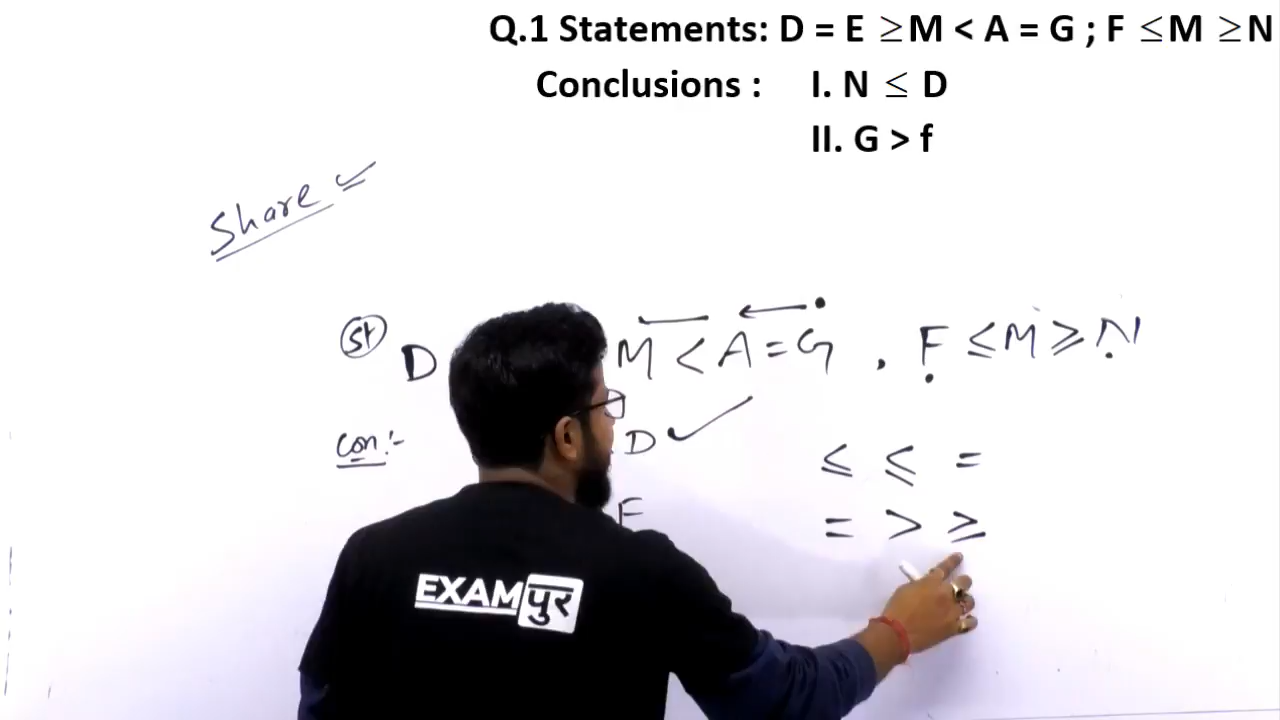 Q.1 Statements: D = E ≥M < A = G ; F ≤M ≥N
Conclusions : I. N ≤ D
II. G > f
Share
St D M < A = G , F ≤ M ≥ N
Con:- D ✓ ≤ ≤ =
F = > ≥
EXAMपुर